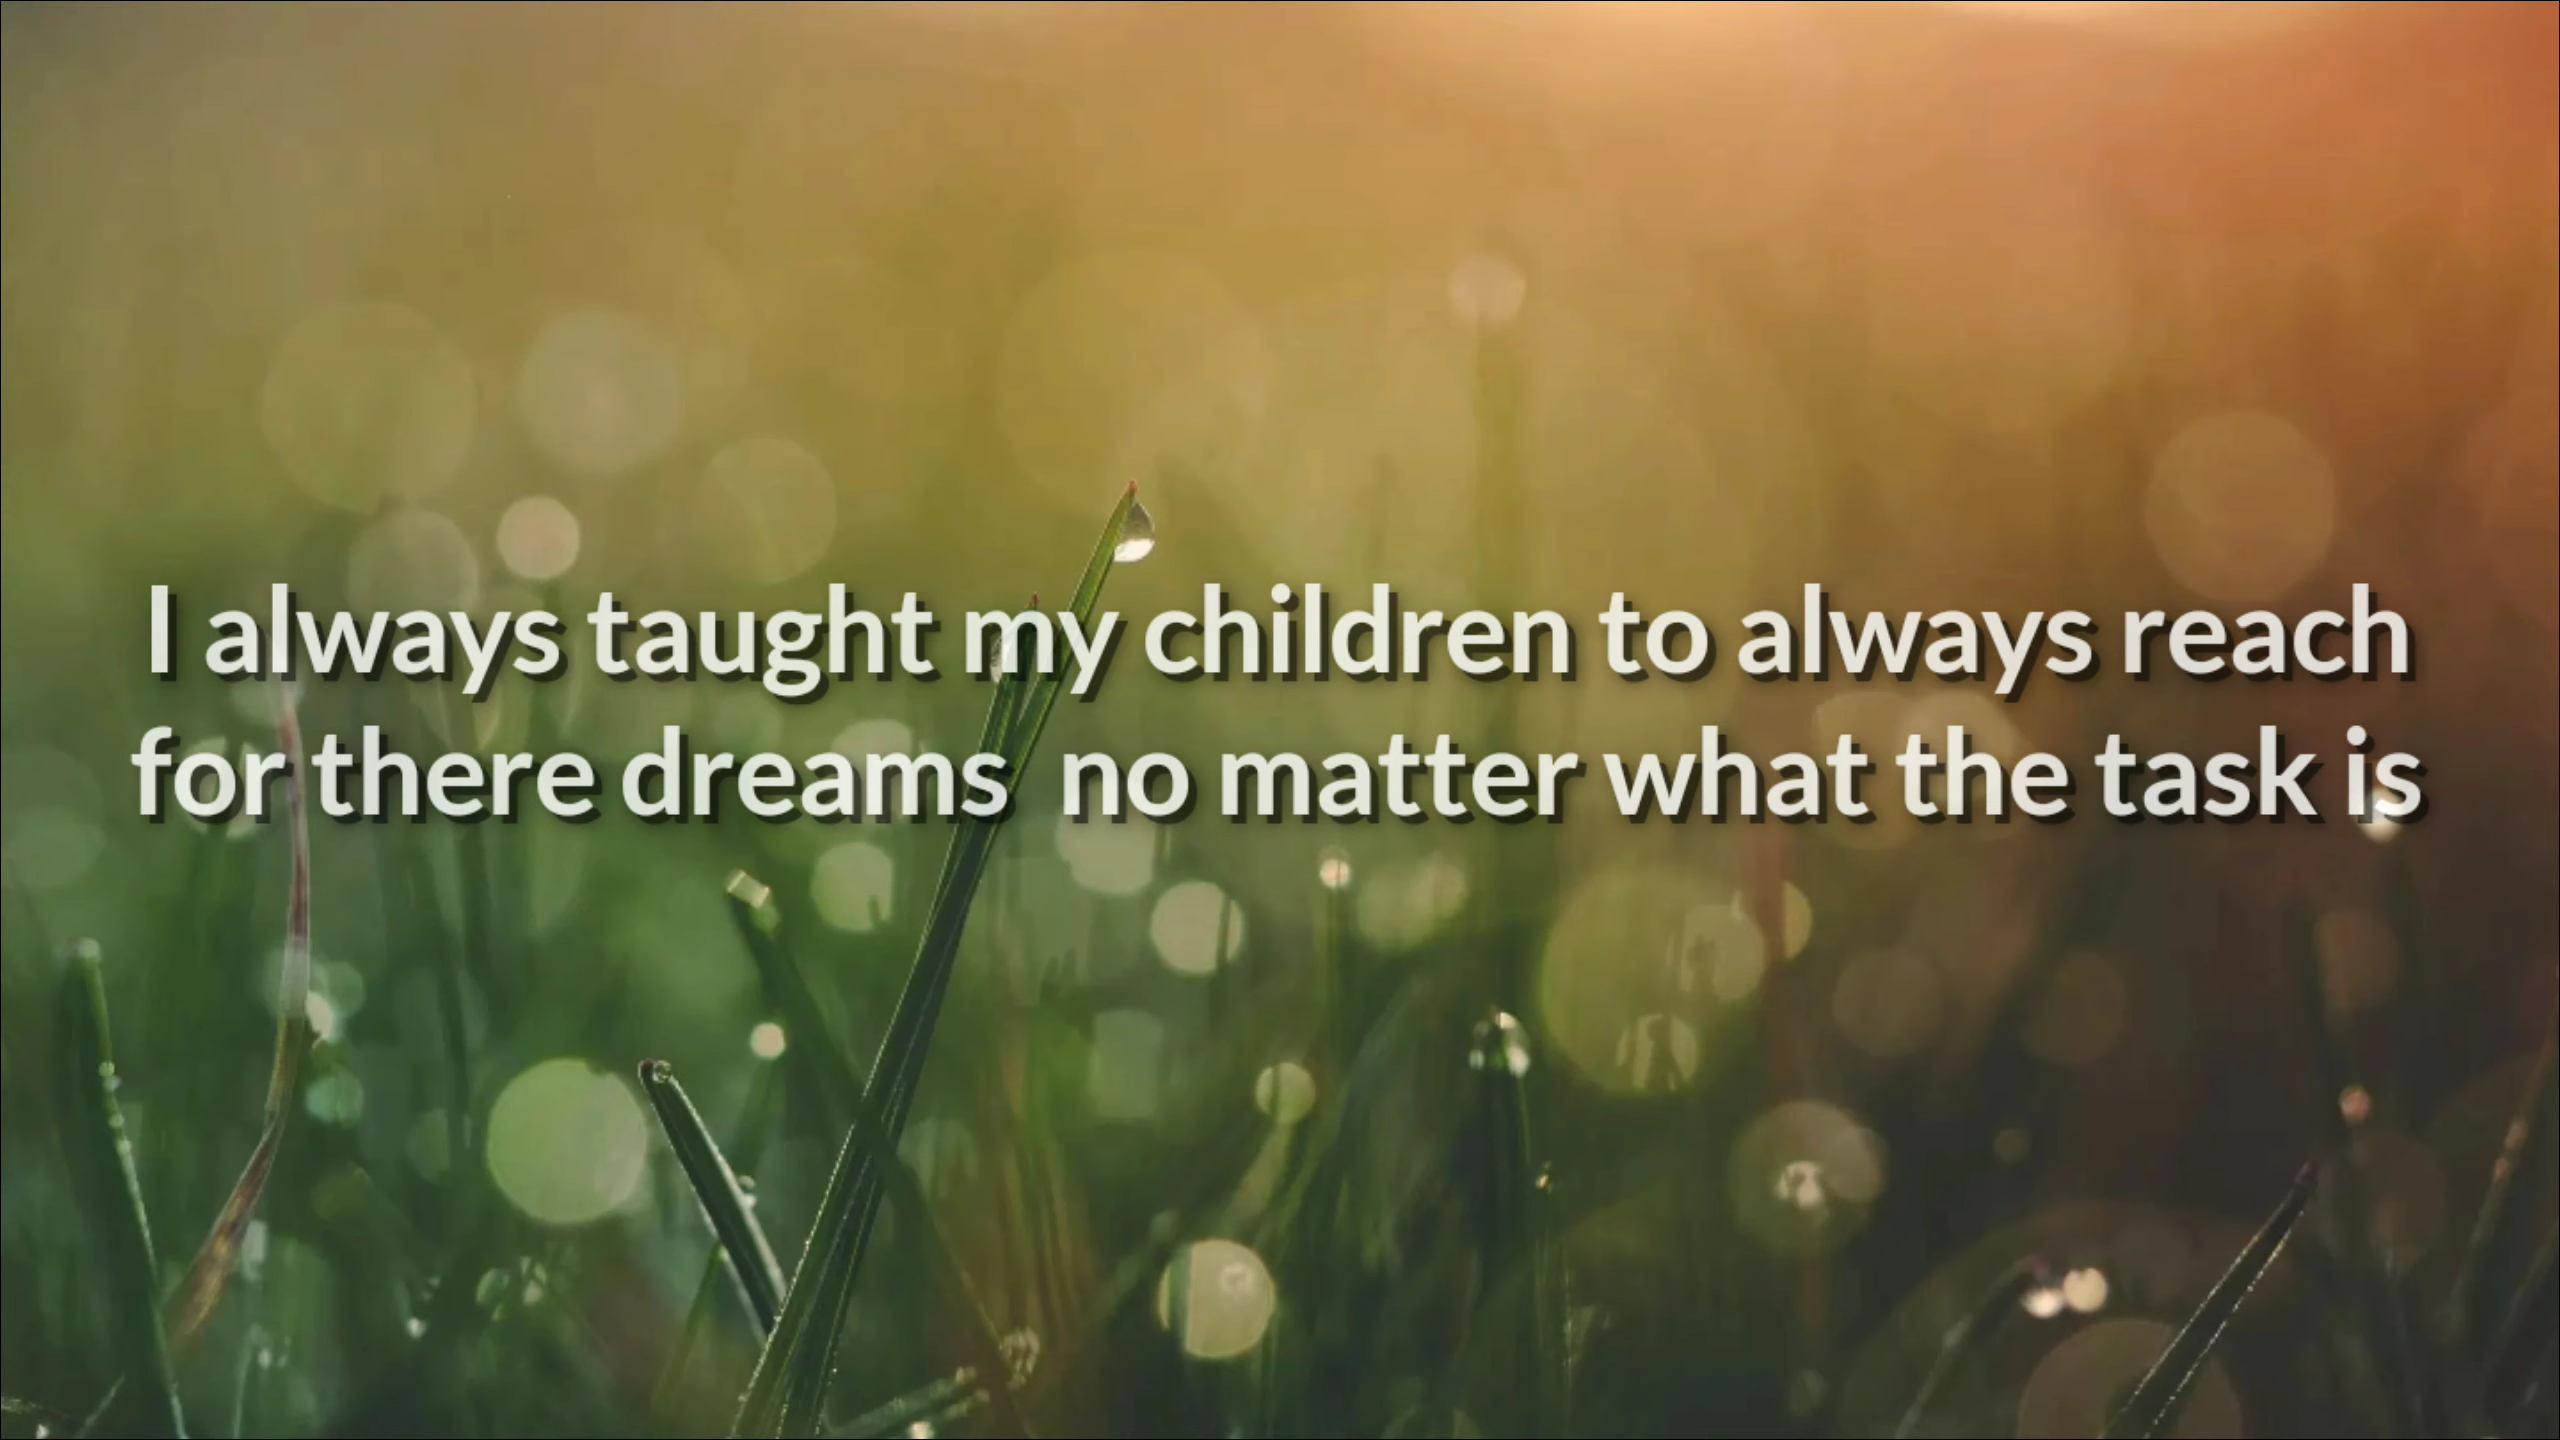 I always taught my children to always reach
for there dreams  no matter what the task is